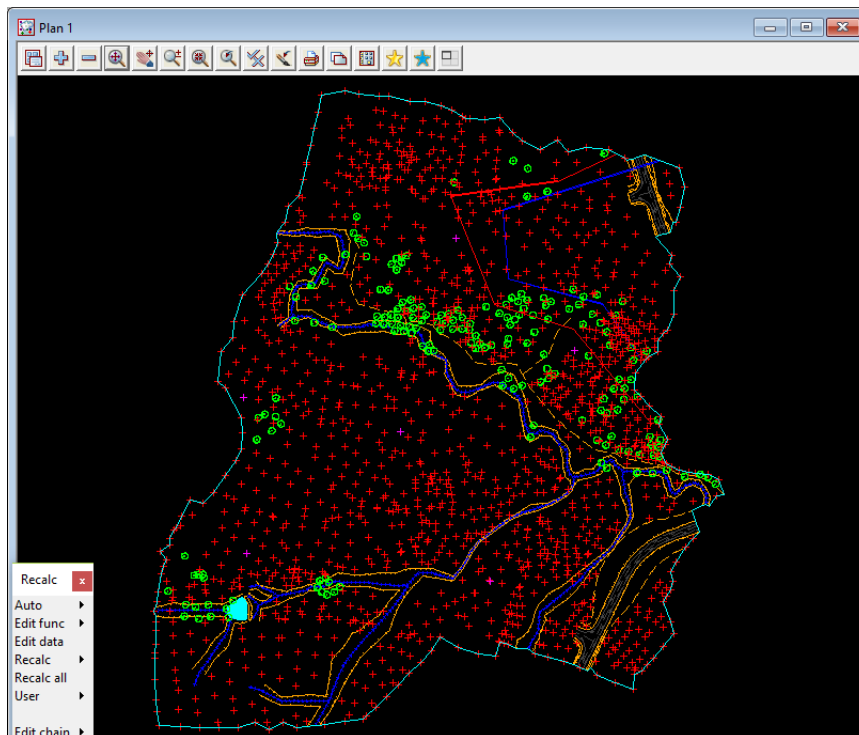 Plan 1
Recalc
Auto
Edit func
Edit data
Recalc
Recalc all
User
Edit chain